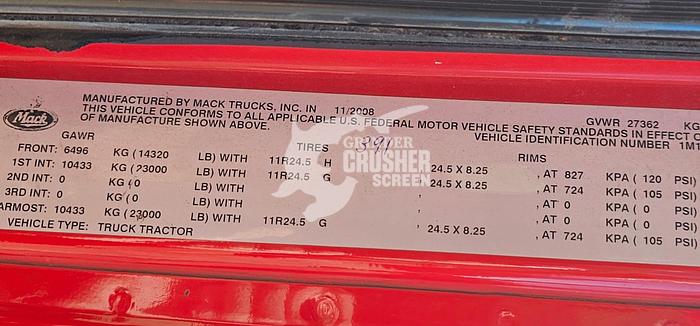 Mack
MANUFACTURED BY MACK TRUCKS, INC. IN 11/2008 GVWR 27362 KG
THIS VEHICLE CONFORMS TO ALL APPLICABLE U.S. FEDERAL MOTOR VEHICLE SAFETY STANDARDS IN EFFECT O
OF MANUFACTURE SHOWN ABOVE. VEHICLE IDENTIFICATION NUMBER 1M1
GAWR TIRES 391 RIMS
FRONT: 6496 KG (14320 LB) WITH 11R24.5 H , 24.5 X 8.25 , AT 827 KPA ( 120 PSI)
1ST INT: 10433 KG (23000 LB) WITH 11R24.5 G , 24.5 X 8.25 , AT 724 KPA ( 105 PSI)
2ND INT: 0 KG ( 0 LB) WITH , , AT 0 KPA ( 0 PSI)
3RD INT: 0 KG ( 0 LB) WITH , , AT 0 KPA ( 0 PSI)
ARMOST: 10433 KG (23000 LB) WITH 11R24.5 G , 24.5 X 8.25 , AT 724 KPA ( 105 PSI)
VEHICLE TYPE: TRUCK TRACTOR
CRUSHER
SCREEN